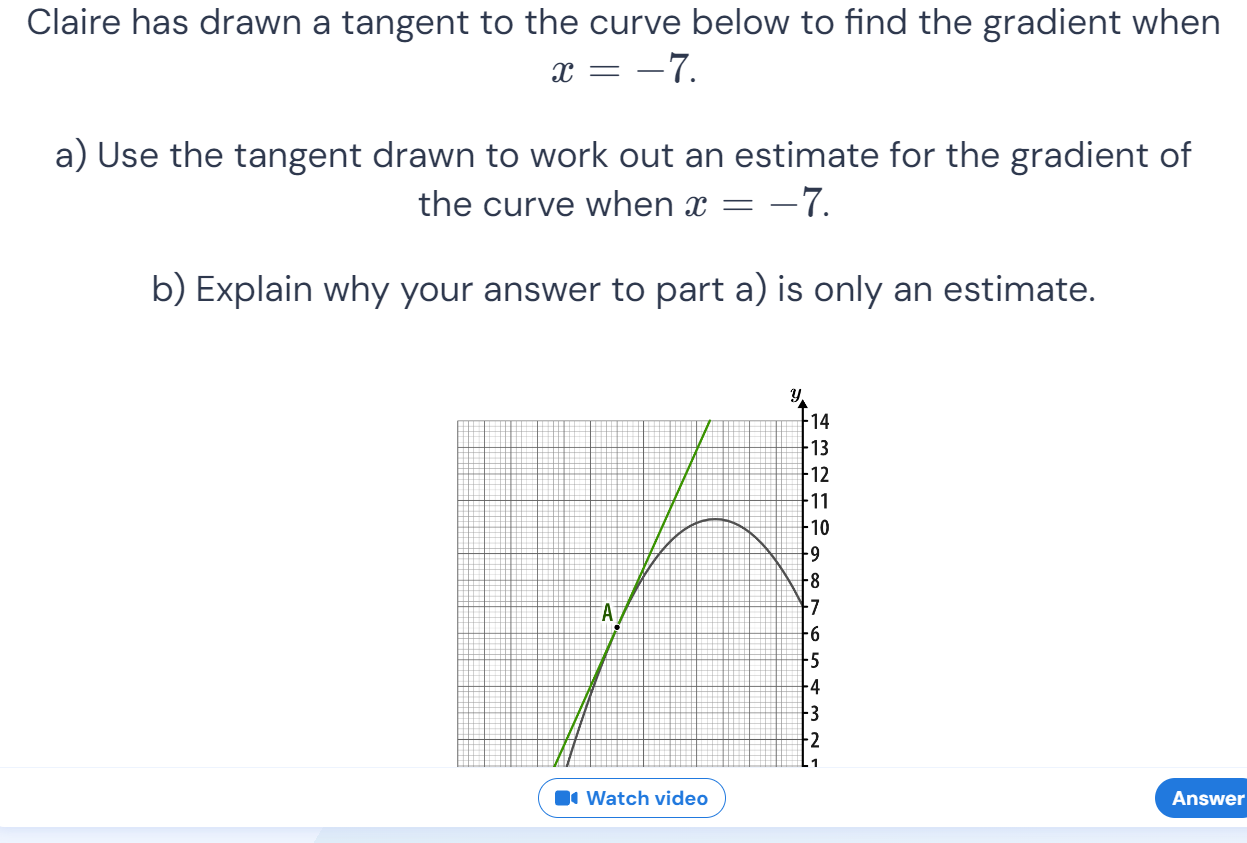 Claire has drawn a tangent to the curve below to find the gradient when
x = −7.
a) Use the tangent drawn to work out an estimate for the gradient of
the curve when x = −7.
b) Explain why your answer to part a) is only an estimate.
y
14
13
12
11
10
9
8
7
A
6
5
4
3
2
1
Watch video
Answer